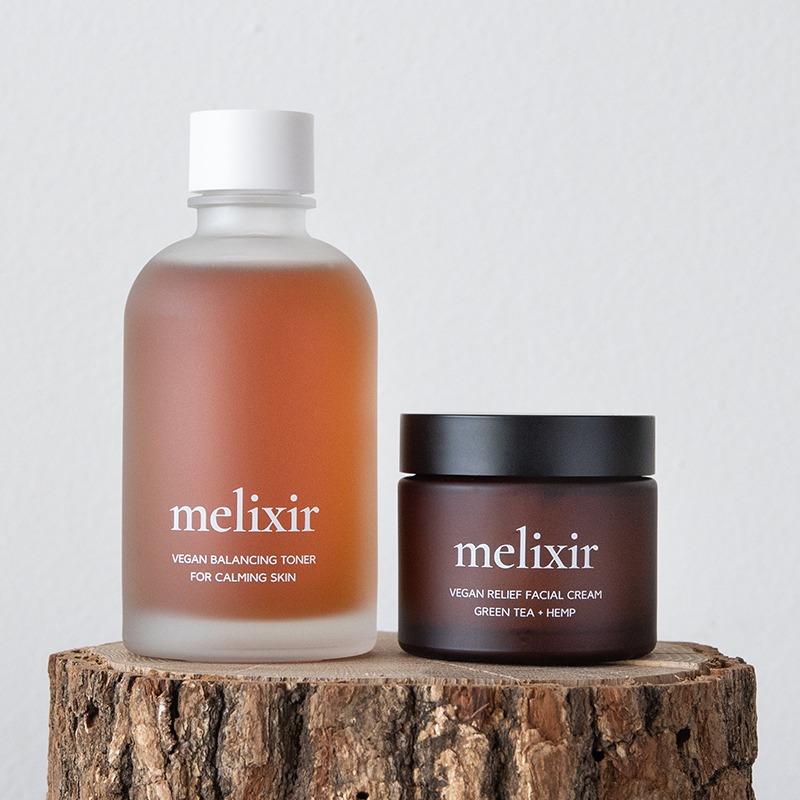 melixir
VEGAN BALANCING TONER
FOR CALMING SKIN
melixir
VEGAN RELIEF FACIAL CREAM
GREEN TEA + HEMP